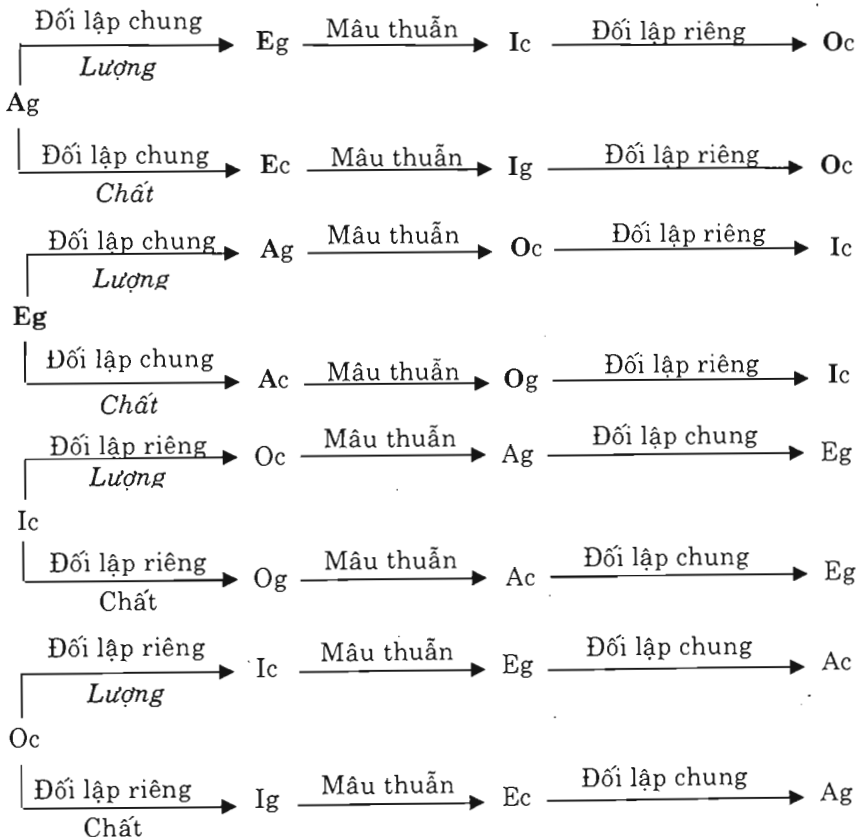 Đối lập chung Mâu thuẫn Đối lập riêng
Eg Ic Oc
Lượng
Ag
Đối lập chung Mâu thuẫn Đối lập riêng
Ec Ig Oc
Chất
Đối lập chung Mâu thuẫn Đối lập riêng
Ag Oc Ic
Lượng
Eg
Đối lập chung Mâu thuẫn Đối lập riêng
Ac Og Ic
Chất
Đối lập riêng Mâu thuẫn Đối lập chung
Oc Ag Eg
Lượng
Ic
Đối lập riêng Mâu thuẫn Đối lập chung
Og Ac Eg
Chất
Đối lập riêng Mâu thuẫn Đối lập chung
Ic Eg Ac
Lượng
Oc
Đối lập riêng Mâu thuẫn Đối lập chung
Ig Ec Ag
Chất